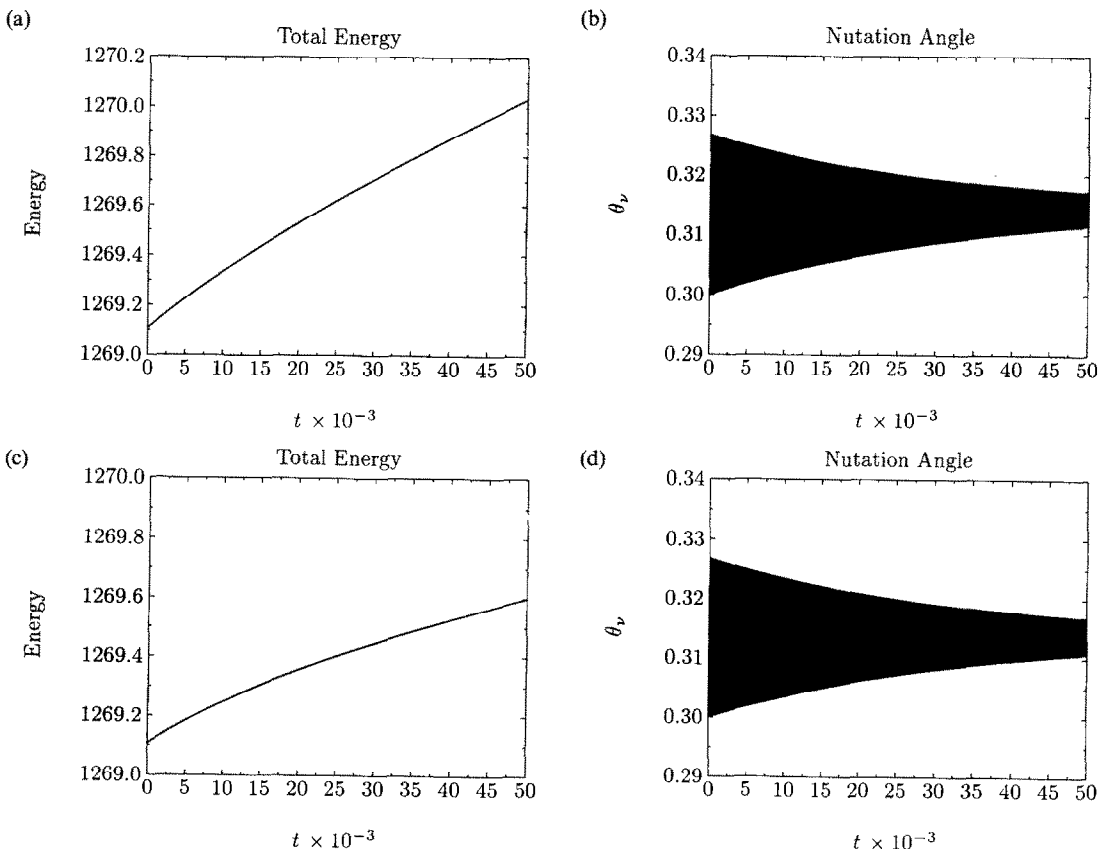 (a)
Total Energy
1270.2
1270.0
1269.8
1269.6
1269.4
1269.2
1269.0
Energy
0 5 10 15 20 25 30 35 40 45 50
t × 10⁻³
(b)
Nutation Angle
0.34
0.33
0.32
0.31
0.30
0.29
θᵥ
0 5 10 15 20 25 30 35 40 45 50
t × 10⁻³
(c)
Total Energy
1270.0
1269.8
1269.6
1269.4
1269.2
1269.0
Energy
0 5 10 15 20 25 30 35 40 45 50
t × 10⁻³
(d)
Nutation Angle
0.34
0.33
0.32
0.31
0.30
0.29
θᵥ
0 5 10 15 20 25 30 35 40 45 50
t × 10⁻³